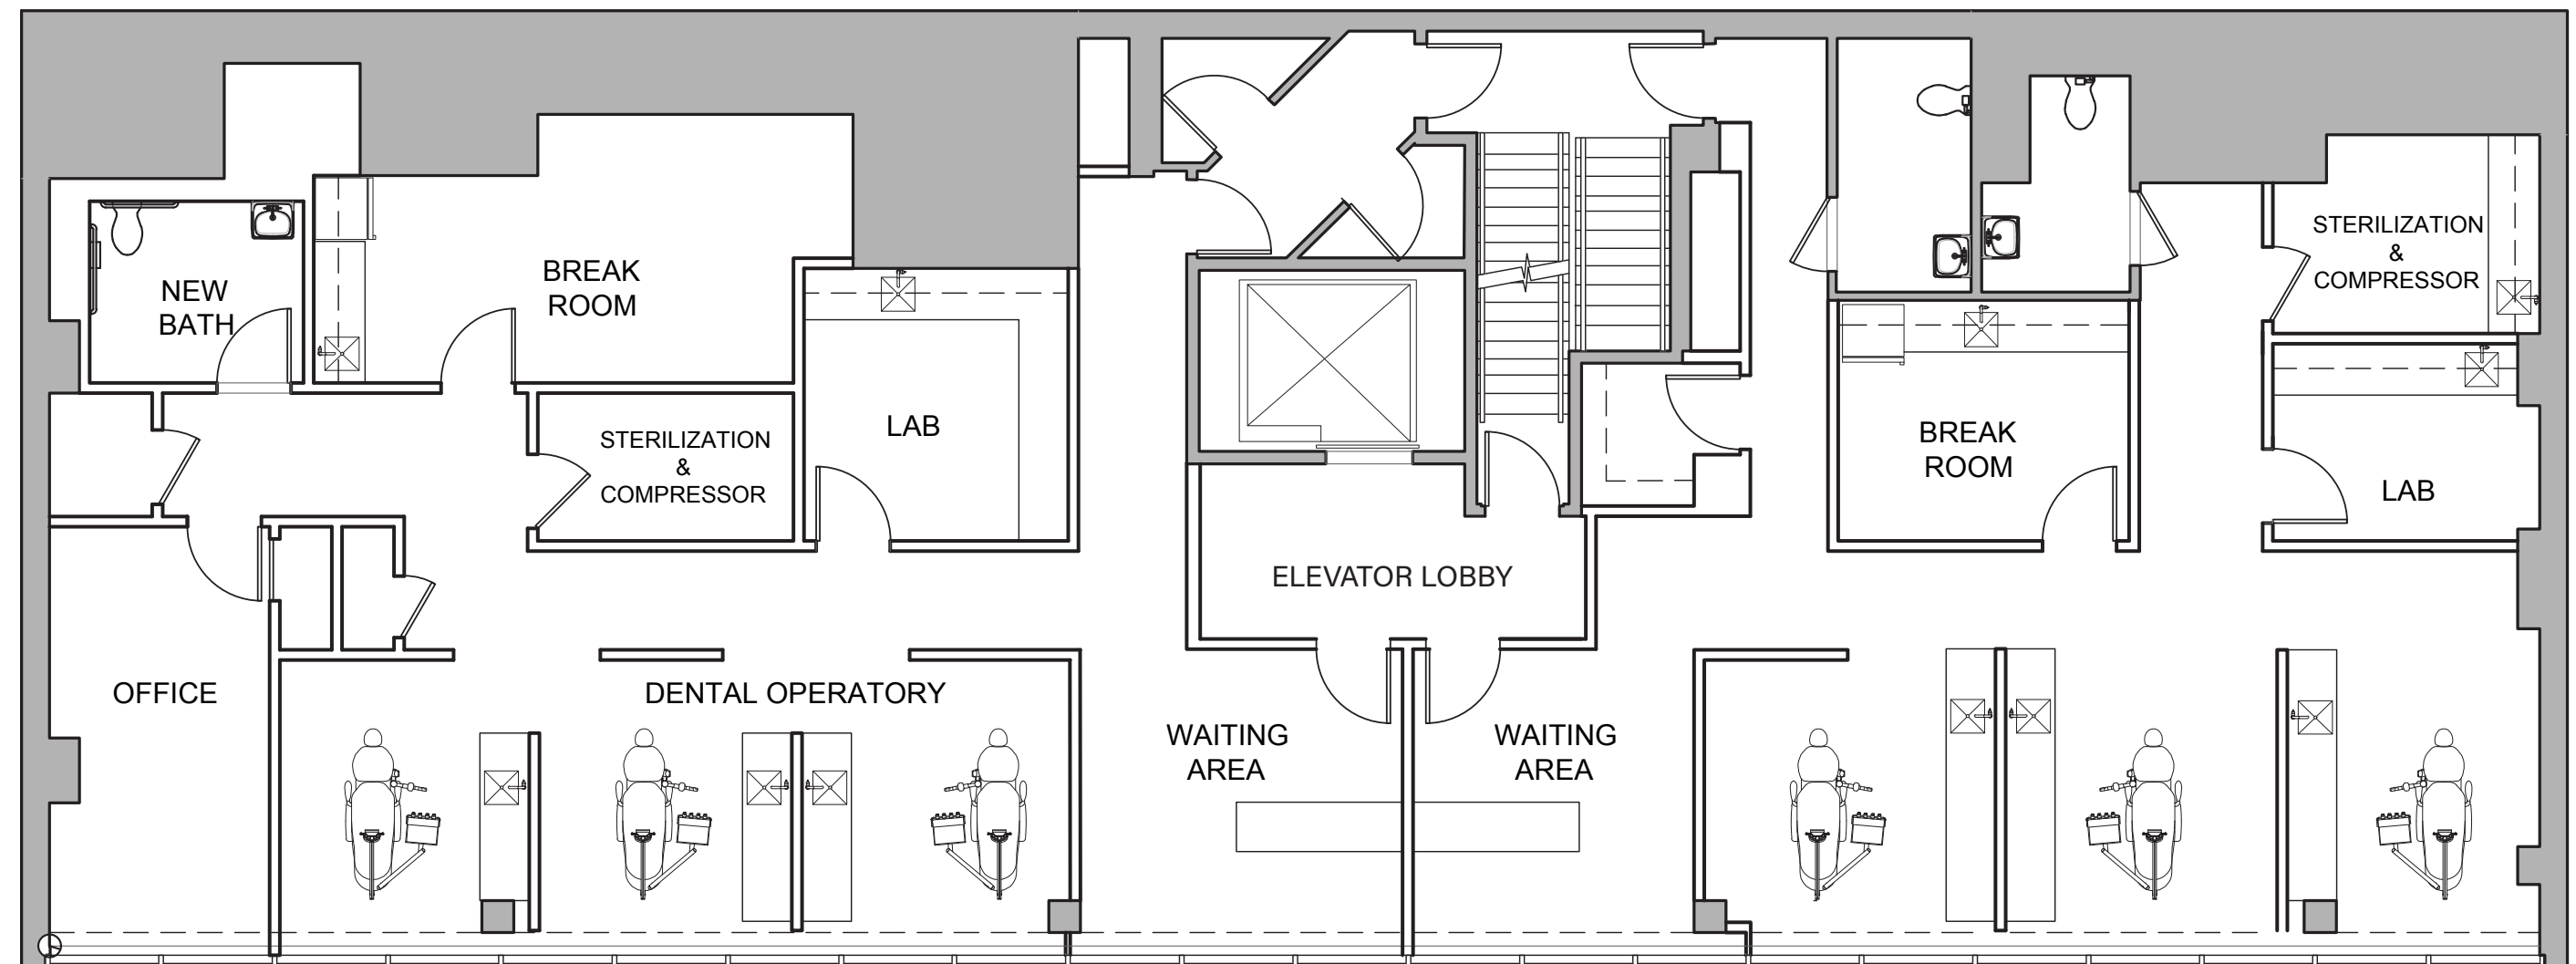 NEW
BATH
BREAK
ROOM
STERILIZATION
&
COMPRESSOR
LAB
OFFICE
DENTAL OPERATORY
ELEVATOR LOBBY
WAITING
AREA
WAITING
AREA
BREAK
ROOM
STERILIZATION
&
COMPRESSOR
LAB